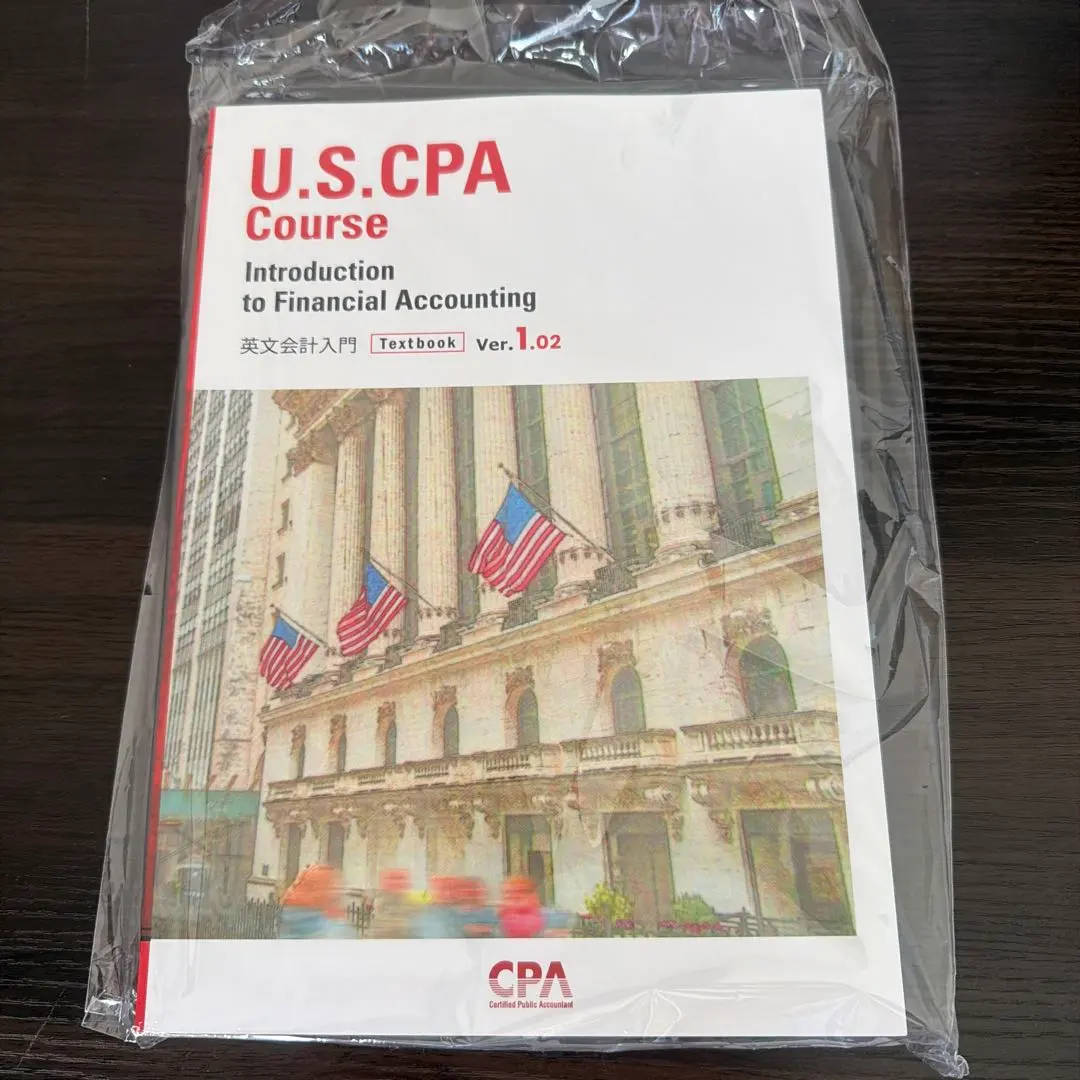 U.S.CPA
Course
Introduction
to Financial Accounting
英文会計入門 Textbook Ver.1.02
CPA
Certified Public Accountant